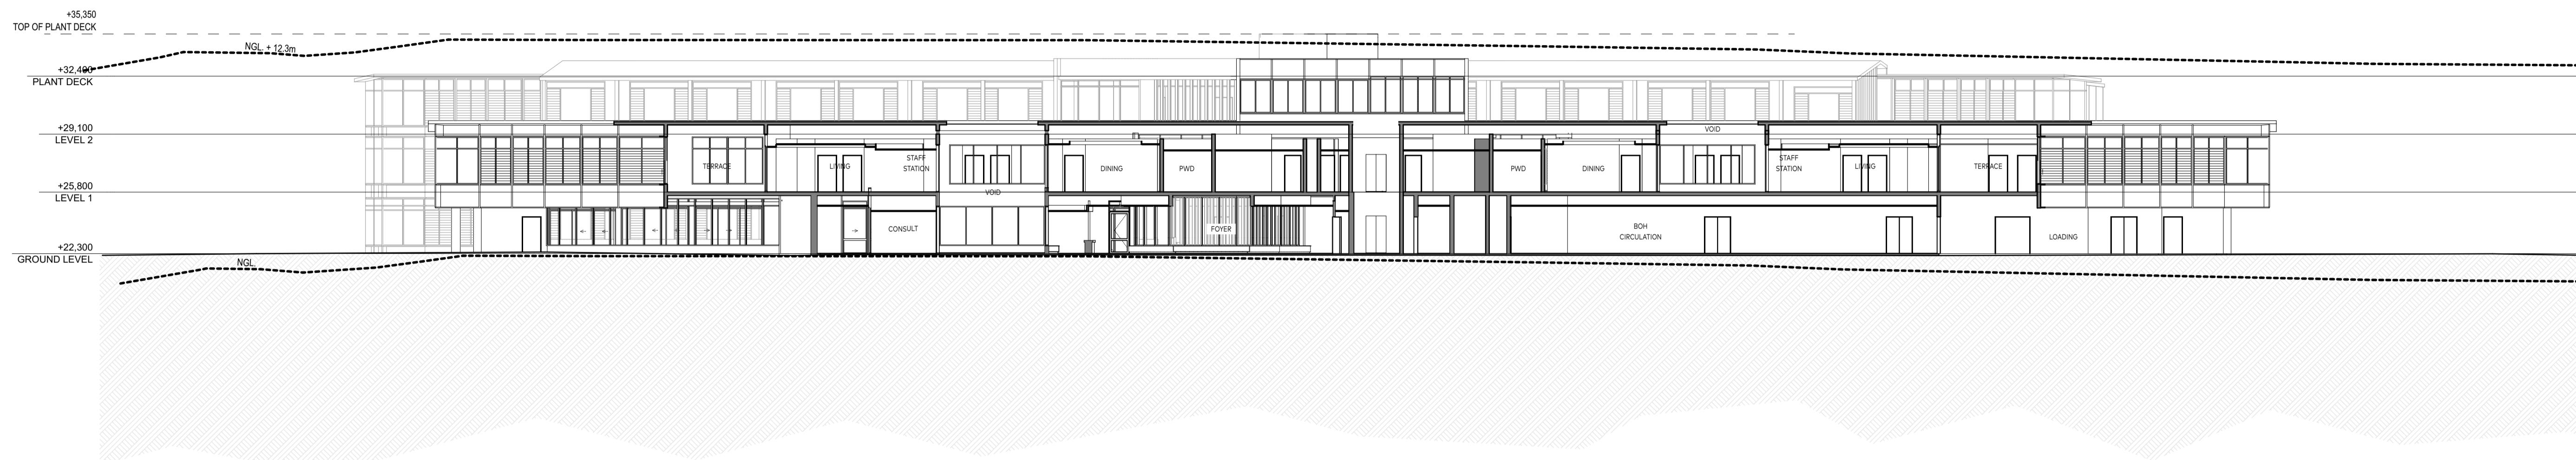 +35,350
TOP OF PLANT DECK
NGL. + 12.3m
+32,400
PLANT DECK
+29,100
LEVEL 2
VOID
TERRACE
LIVING
STAFF
STATION
DINING
PWD
PWD
DINING
STAFF
STATION
LIVING
TERRACE
+25,800
LEVEL 1
VOID
CONSULT
FOYER
BOH
CIRCULATION
LOADING
+22,300
GROUND LEVEL
NGL.